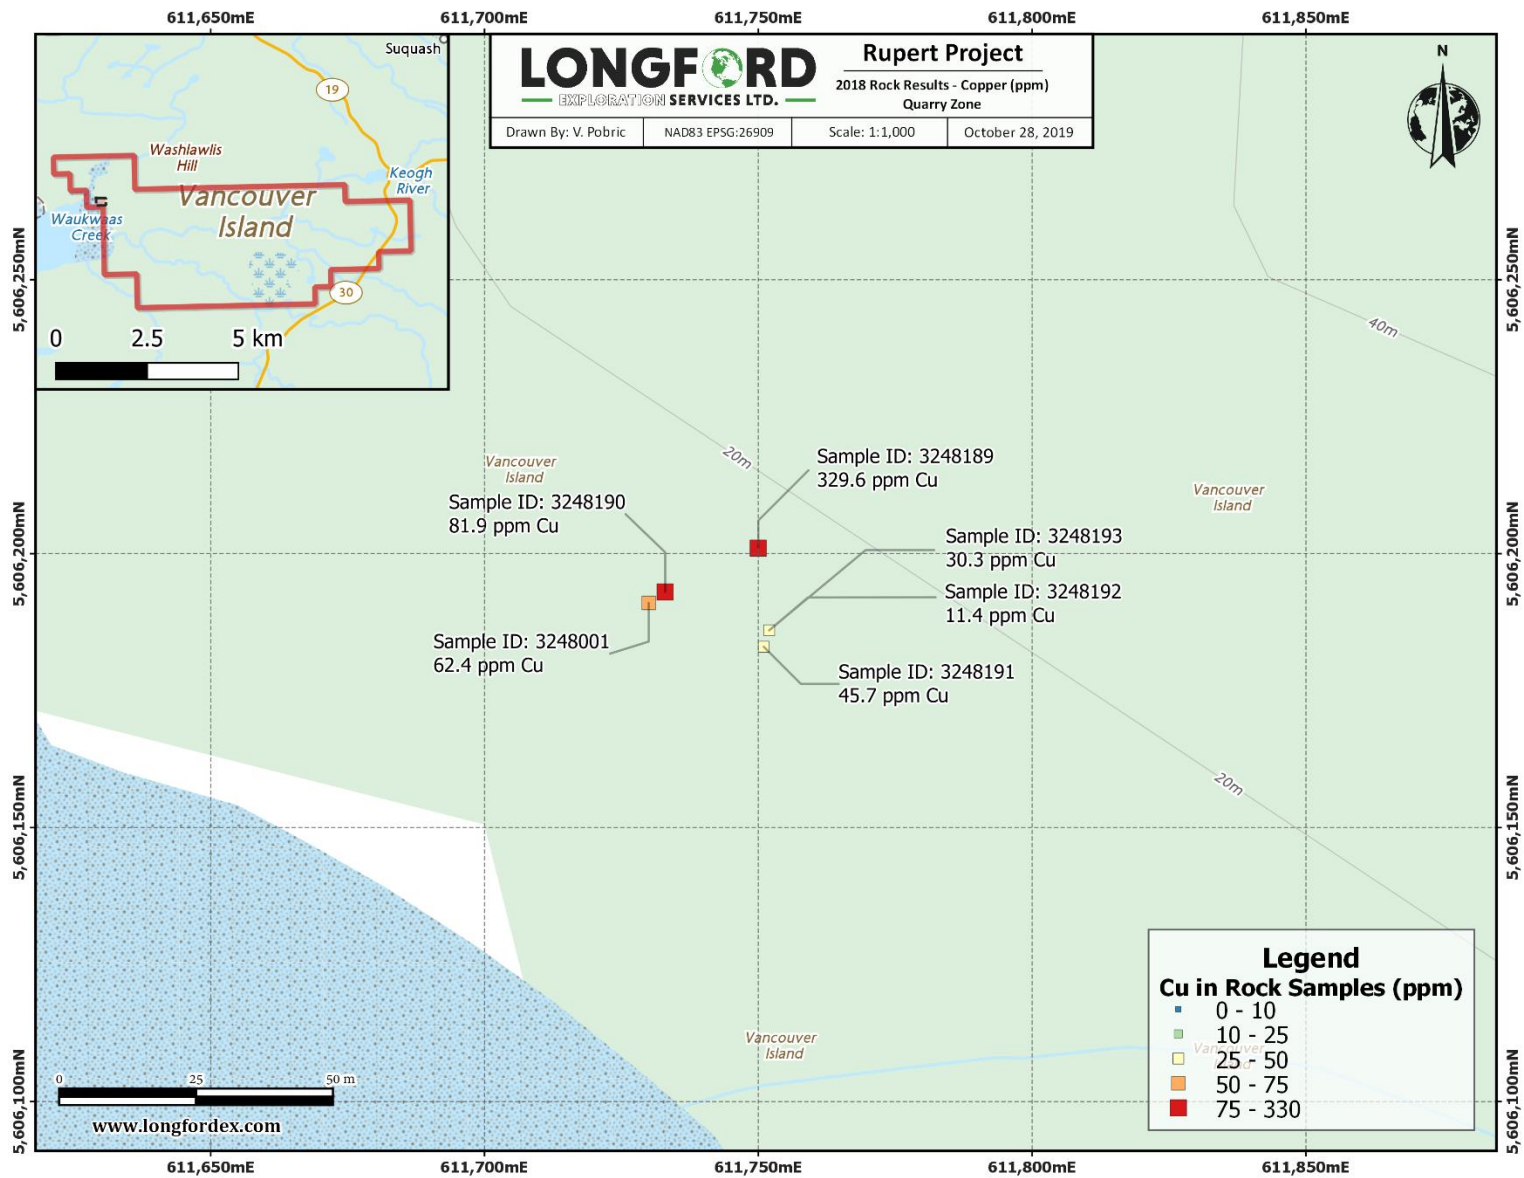 611,650mE
611,700mE
611,750mE
611,800mE
611,850mE
LONGFORD
EXPLORATION SERVICES LTD.
Rupert Project
2018 Rock Results - Copper (ppm)
Quarry Zone
Drawn By: V. Pobric
NAD83 EPSG:26909
Scale: 1:1,000
October 28, 2019
N
Suquash
19
Washlawlis
Hill
Keogh
River
Vancouver
Island
Waukwaas
Creek
30
0
2.5
5 km
5,606,250mN
5,606,250mN
40m
20m
Vancouver
Island
Sample ID: 3248189
329.6 ppm Cu
Vancouver
Island
Sample ID: 3248190
81.9 ppm Cu
Sample ID: 3248193
30.3 ppm Cu
5,606,200mN
5,606,200mN
Sample ID: 3248192
11.4 ppm Cu
Sample ID: 3248001
62.4 ppm Cu
Sample ID: 3248191
45.7 ppm Cu
20m
5,606,150mN
5,606,150mN
Legend
Cu in Rock Samples (ppm)
0 - 10
10 - 25
25 - 50
50 - 75
75 - 330
Vancouver
Island
Vancouver
Island
5,606,100mN
5,606,100mN
0
25
50 m
www.longfordex.com
611,650mE
611,700mE
611,750mE
611,800mE
611,850mE